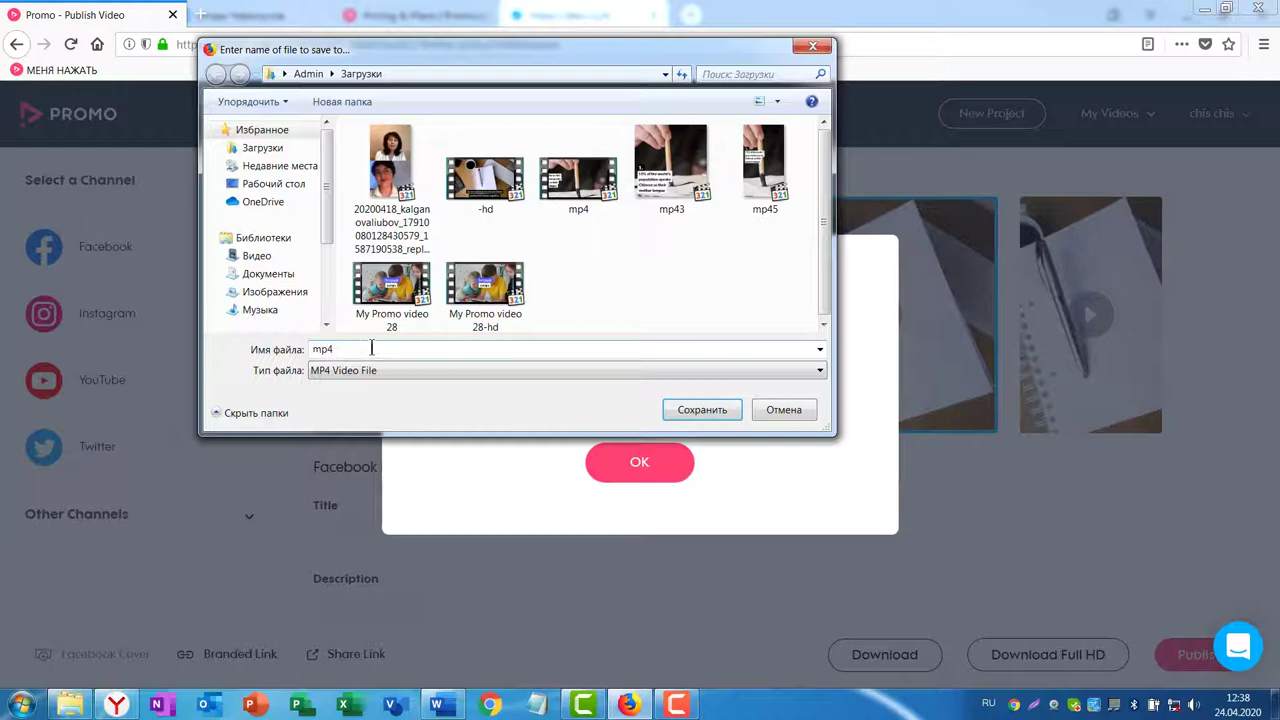 Promo - Publish Video
Enter name of file to save to...
МЕНЯ НАЖАТЬ
Admin
Загрузки
Поиск: Загрузки
Упорядочить
Новая папка
Избранное
Загрузки
Недавние места
Рабочий стол
OneDrive
Библиотеки
Видео
Документы
Изображения
Музыка
20200418_kalgan
ovaliubov_17910
080128430579_1
587190538_repl...
-hd
mp4
mp43
mp45
My Promo video
28
My Promo video
28-hd
Имя файла:
mp4
Тип файла:
MP4 Video File
Скрыть папки
Сохранить
Отмена
PROMO
New Project
My Videos
chis chis
Select a Channel
Facebook
Instagram
YouTube
Twitter
Other Channels
OK
Facebook
Title
Description
Facebook Cover
Branded Link
Share Link
Download
Download Full HD
Publis
RU
12:38
24.04.2020